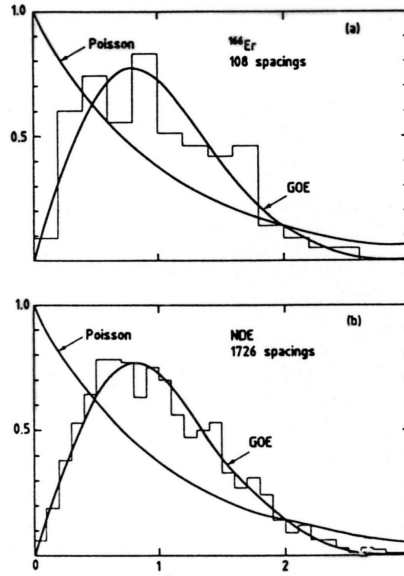 1.0
(a)
Poisson
¹⁶⁶Er
108 spacings
0.5
GOE
1.0
(b)
Poisson
NDE
1726 spacings
0.5
GOE
0
1
2